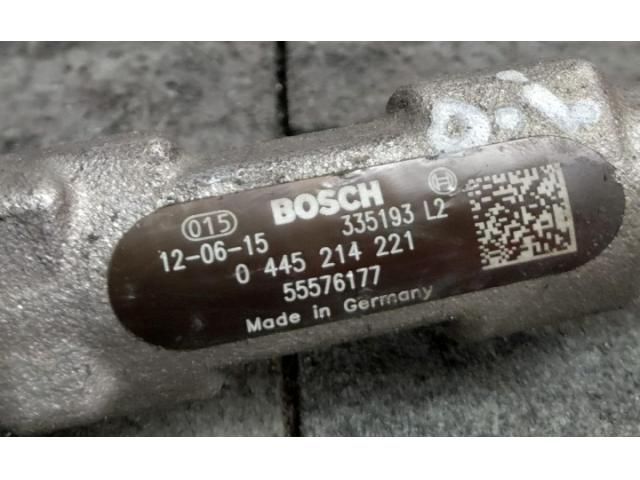 015 BOSCH
12-06-15 335193 L2
0 445 214 221
55576177
Made in Germany